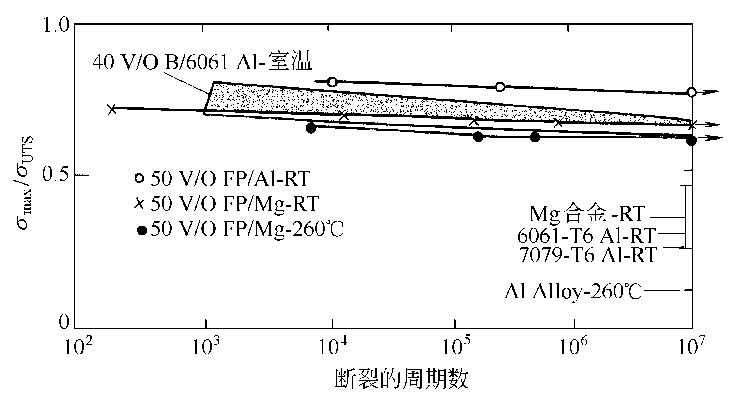 1.0
40 V/O B/6061 Al-室温
σmax/σUTS
0.5
50 V/O FP/Al-RT
50 V/O FP/Mg-RT
50 V/O FP/Mg-260℃
Mg合金-RT
6061-T6 Al-RT
7079-T6 Al-RT
Al Alloy-260℃
0
10² 10³ 10⁴ 10⁵ 10⁶ 10⁷
断裂的周期数